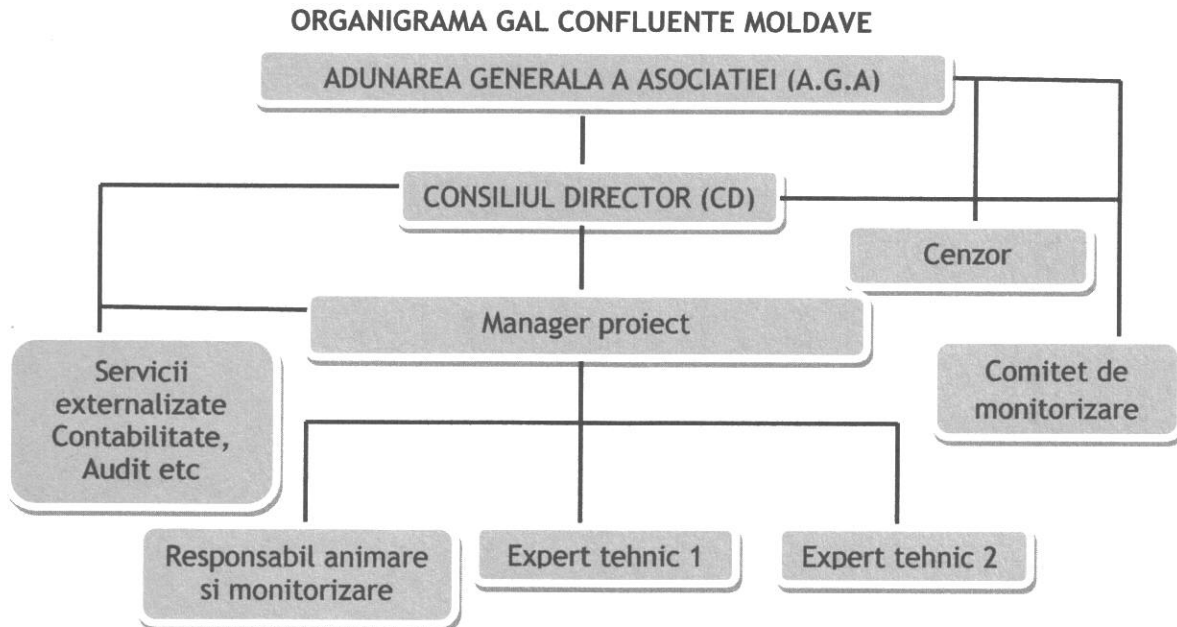 ORGANIGRAMA GAL CONFLUENTE MOLDAVE
ADUNAREA GENERALA A ASOCIATIEI (A.G.A)
CONSILIUL DIRECTOR (CD)
Cenzor
Manager proiect
Servicii
externalizate
Contabilitate,
Audit etc
Comitet de
monitorizare
Responsabil animare
si monitorizare
Expert tehnic 1
Expert tehnic 2